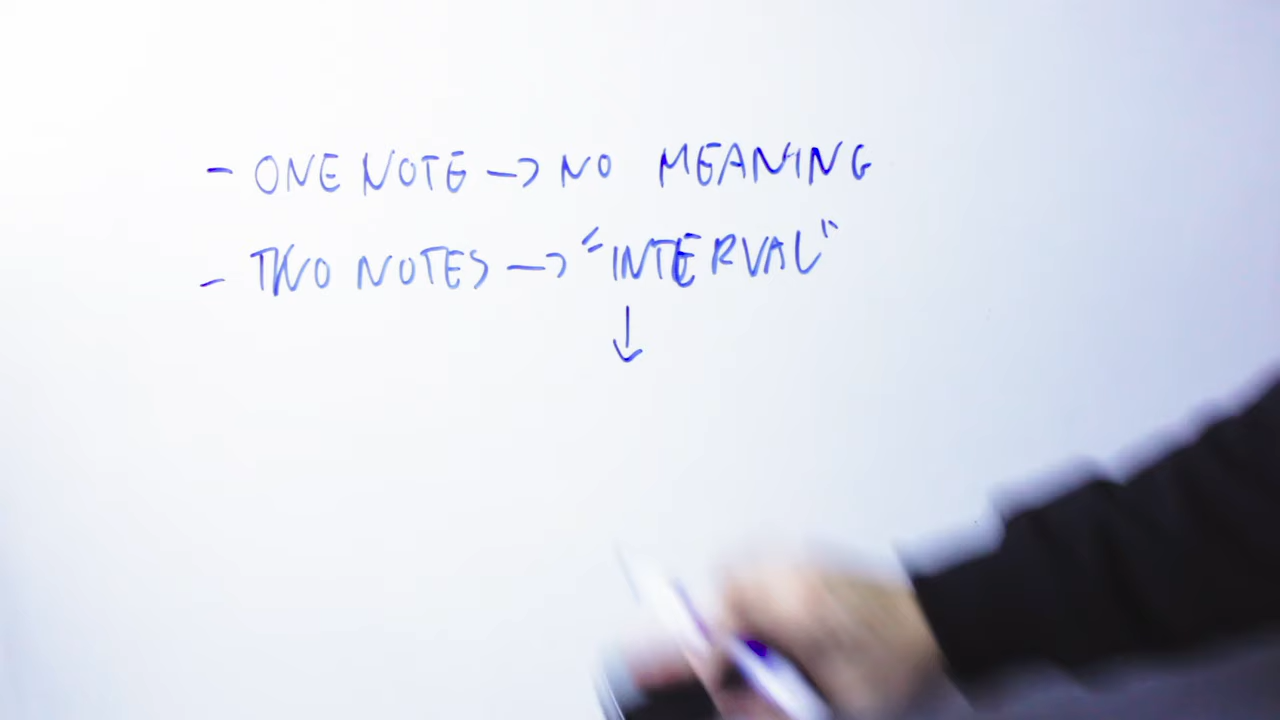 - ONE NOTE → NO MEANING
- TWO NOTES → "INTERVAL"
↓